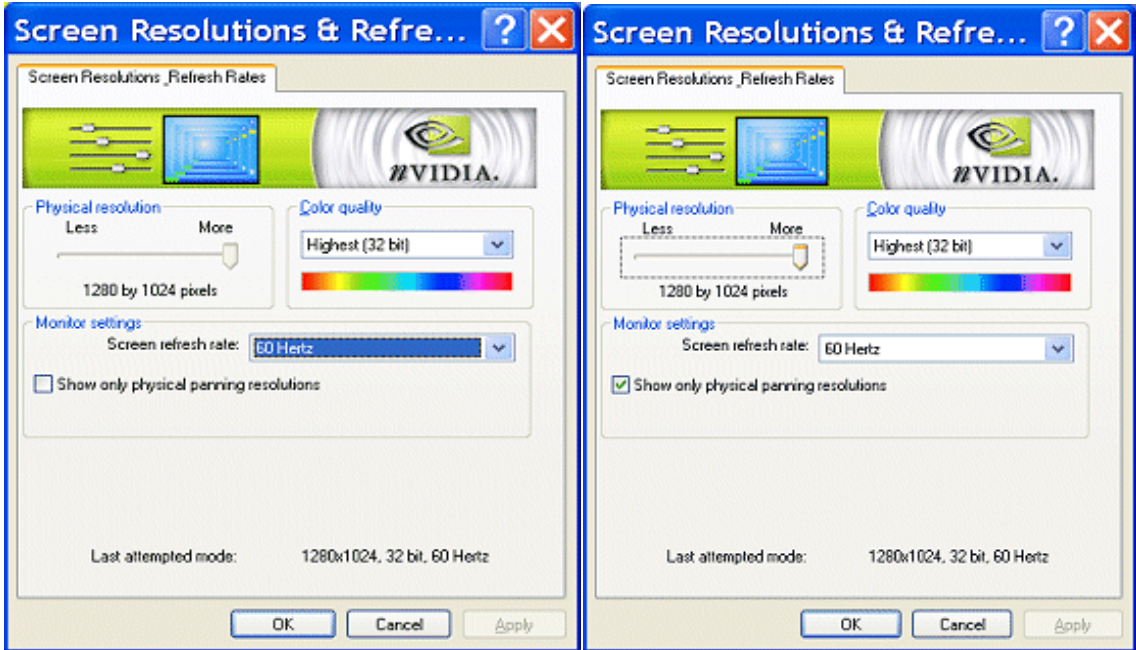 Screen Resolutions & Refre...
Screen Resolutions _Refresh Rates
nVIDIA.
Physical resolution
Less More
1280 by 1024 pixels
Color quality
Highest (32 bit)
Monitor settings
Screen refresh rate: 60 Hertz
Show only physical panning resolutions
Last attempted mode: 1280x1024, 32 bit, 60 Hertz
OK Cancel Apply
Screen Resolutions & Refre...
Screen Resolutions _Refresh Rates
nVIDIA.
Physical resolution
Less More
1280 by 1024 pixels
Color quality
Highest (32 bit)
Monitor settings
Screen refresh rate: 60 Hertz
Show only physical panning resolutions
Last attempted mode: 1280x1024, 32 bit, 60 Hertz
OK Cancel Apply